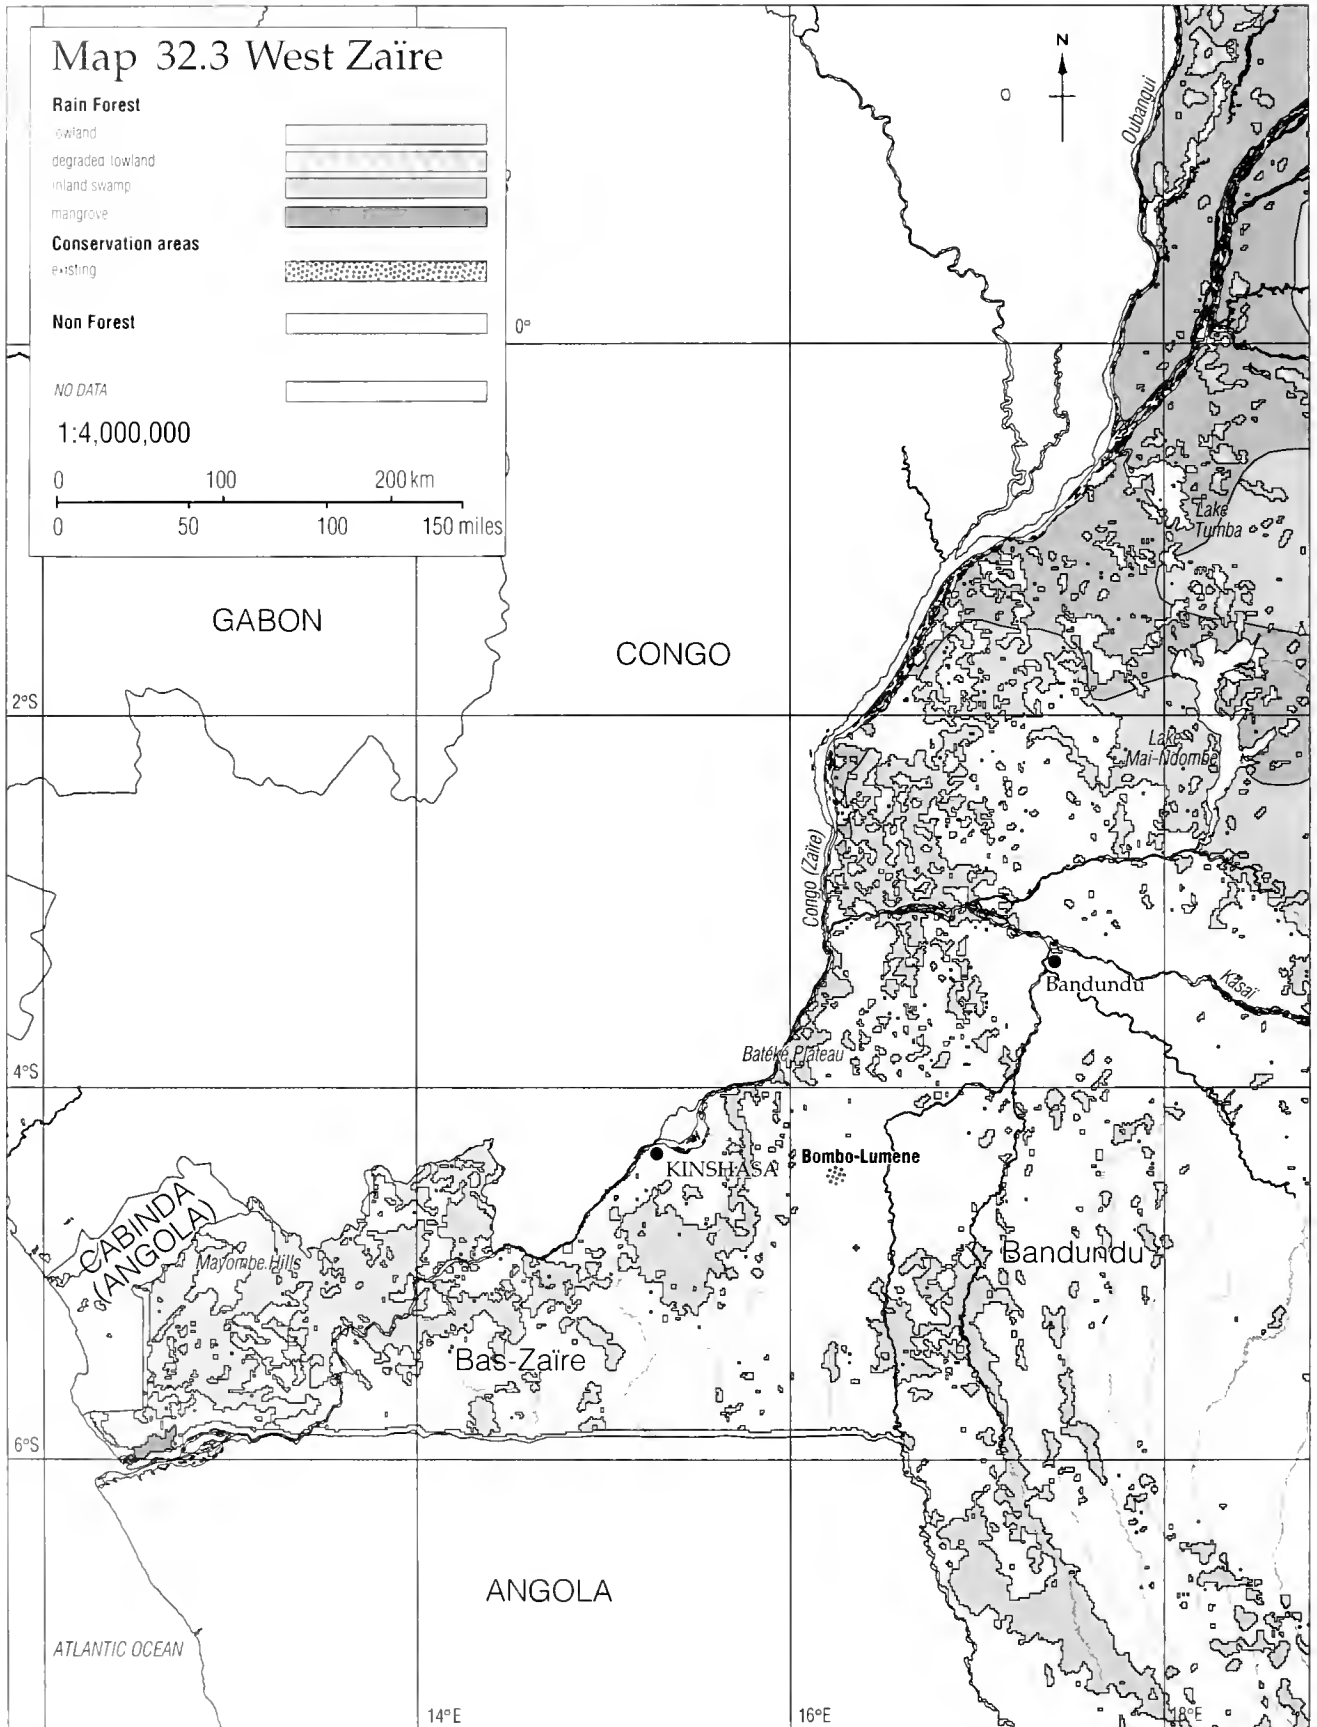 Map 32.3 West Zaïre
Rain Forest
lowland
degraded lowland
inland swamp
mangrove
Conservation areas
existing
Non Forest
NO DATA
1:4,000,000
0 100 200 km
0 50 100 150 miles
N
Oubangui
0°
Lake
Tumba
GABON
CONGO
2°S
Lake
Mai-Ndombe
Congo (Zaïre)
Bandundu
Kasaï
Batéké Plateau
4°S
KINSHASA
Bombo-Lumene
CABINDA
(ANGOLA)
Mayombe Hills
Bandundu
Bas-Zaïre
6°S
ANGOLA
ATLANTIC OCEAN
14°E
16°E
18°E